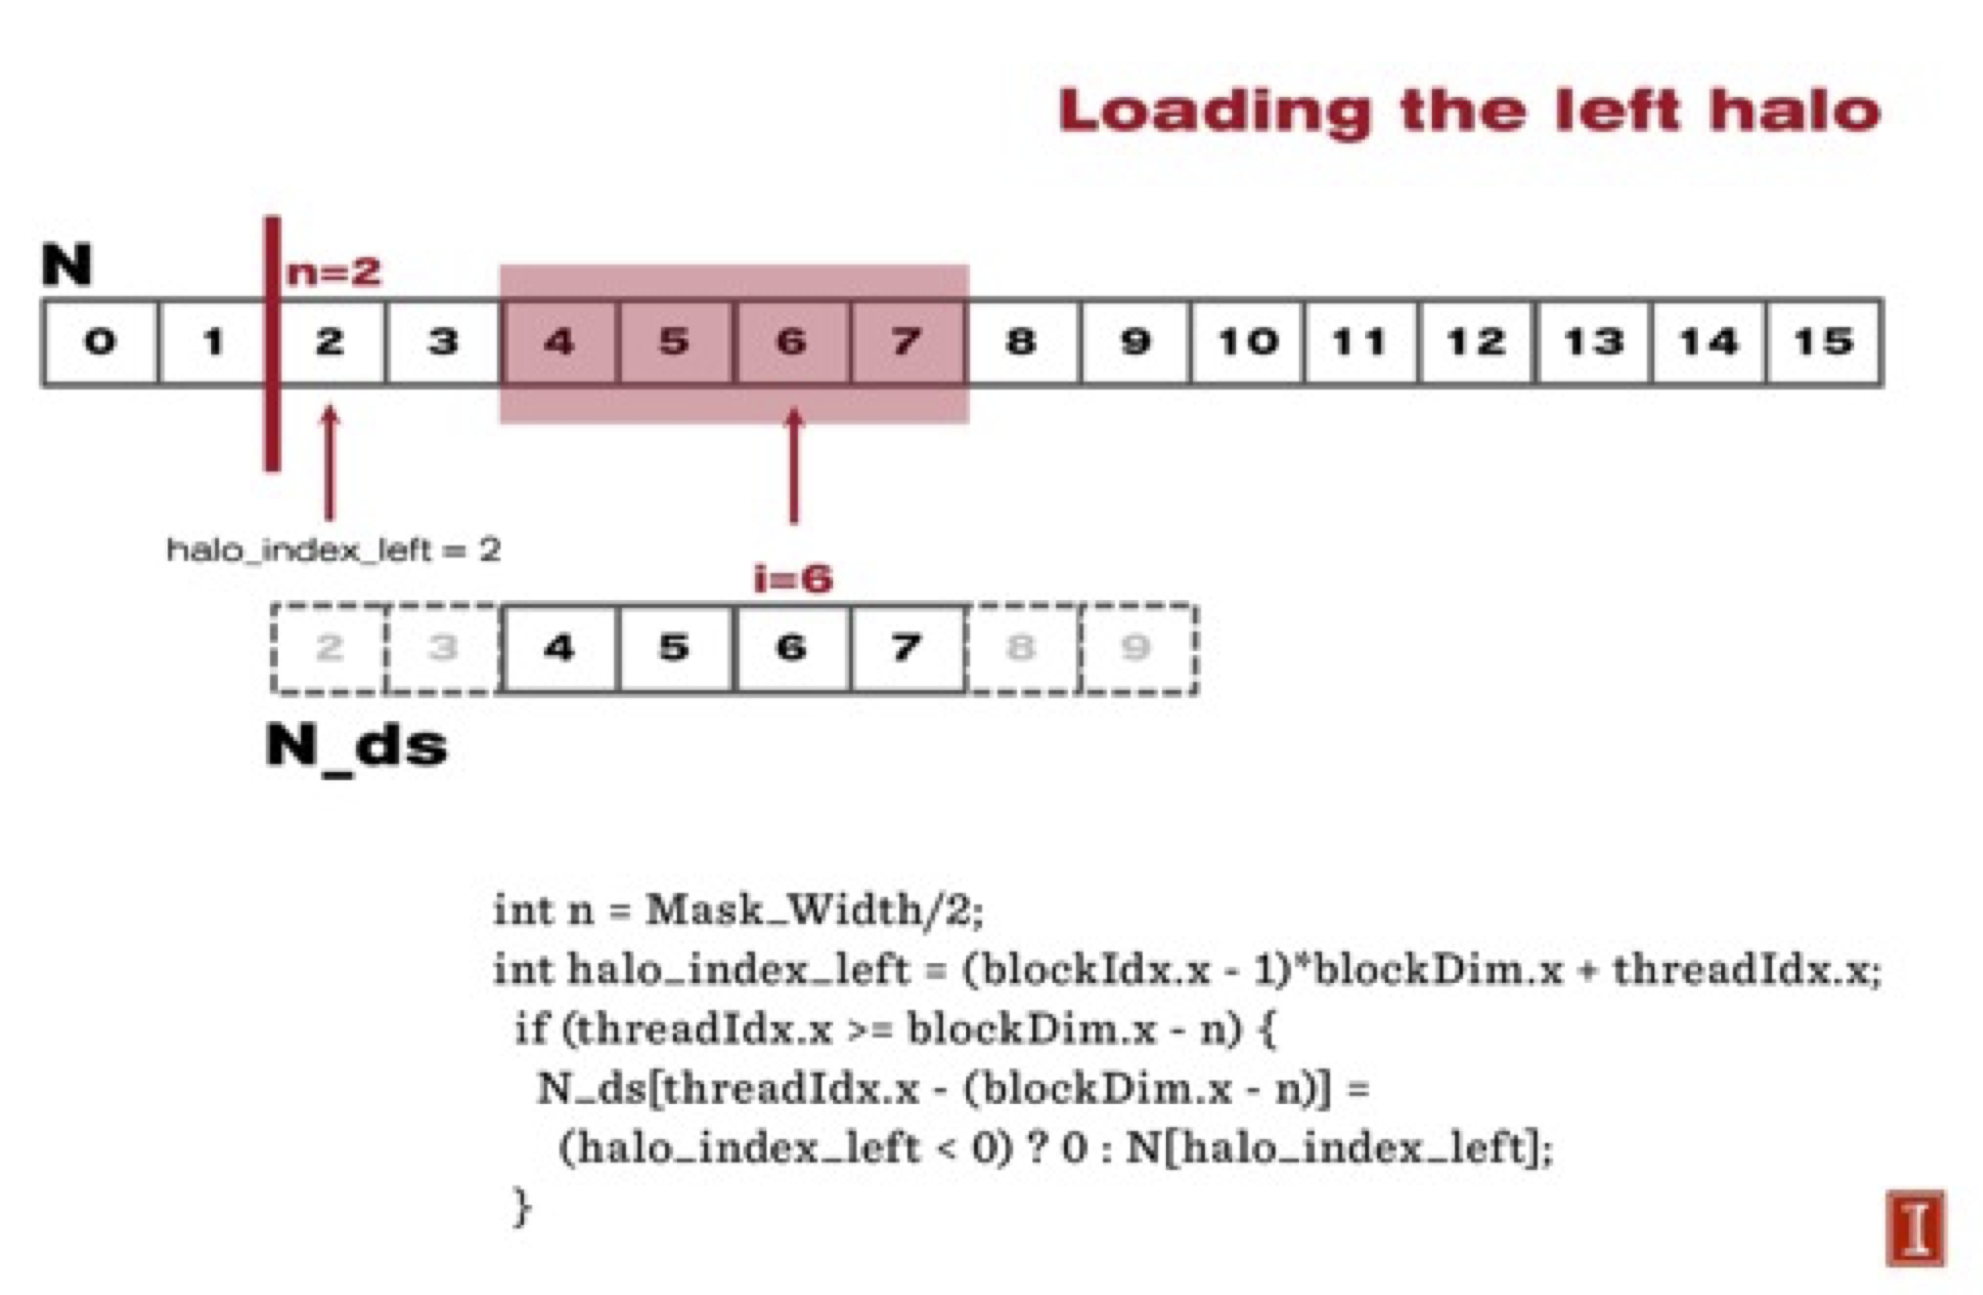 Loading the left halo
N
n=2
0 1 2 3 4 5 6 7 8 9 10 11 12 13 14 15
halo_index_left = 2
i=6
2 3 4 5 6 7 8 9
N_ds
int n = Mask_Width/2;
int halo_index_left = (blockIdx.x - 1)*blockDim.x + threadIdx.x;
if (threadIdx.x >= blockDim.x - n) {
N_ds[threadIdx.x - (blockDim.x - n)] =
(halo_index_left < 0) ? 0 : N[halo_index_left];
}
I